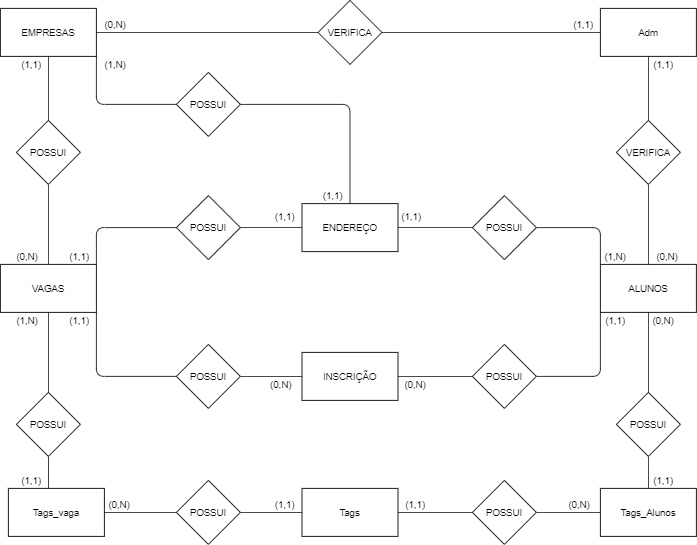 EMPRESAS
(0,N)
VERIFICA
(1,1)
Adm
(1,1)
(1,N)
(1,1)
POSSUI
POSSUI
VERIFICA
(1,1)
(1,1)
ENDEREÇO
(1,1)
POSSUI
POSSUI
(0,N)
(1,1)
(1,N)
(0,N)
VAGAS
ALUNOS
(1,N)
(1,1)
(1,1)
(0,N)
POSSUI
(0,N)
INSCRIÇÃO
(0,N)
POSSUI
POSSUI
POSSUI
(1,1)
(1,1)
Tags_vaga
(0,N)
POSSUI
(1,1)
Tags
(1,1)
POSSUI
(0,N)
Tags_Alunos